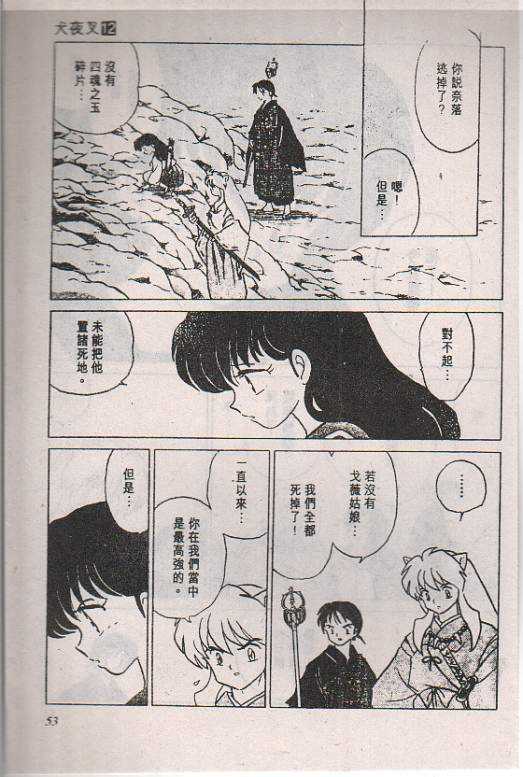 犬夜叉12
你説奈落
逃掉了？
嗯！
但是…
沒有
四魂之玉
碎片…
對不起…
未能把他
置諸死地。
……
若沒有
戈薇姑娘…
我們全都
死掉了！
一直以來…
你在我們當中
是最高強的。
但是…
53